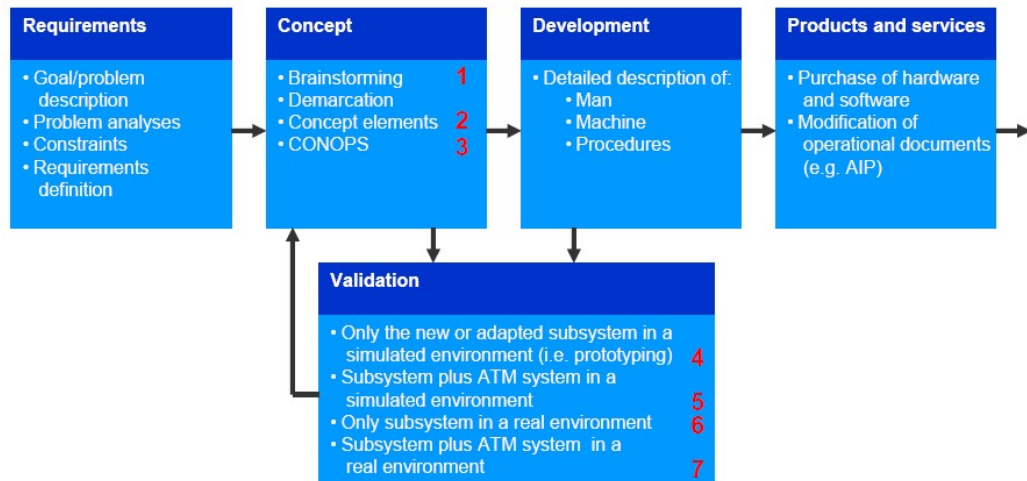 Requirements
• Goal/problem
description
• Problem analyses
• Constraints
• Requirements
definition
Concept
• Brainstorming 1
• Demarcation
• Concept elements 2
• CONOPS 3
Development
• Detailed description of:
• Man
• Machine
• Procedures
Products and services
• Purchase of hardware
and software
• Modification of
operational documents
(e.g. AIP)
Validation
• Only the new or adapted subsystem in a
simulated environment (i.e. prototyping) 4
• Subsystem plus ATM system in a
simulated environment 5
• Only subsystem in a real environment 6
• Subsystem plus ATM system in a
real environment 7